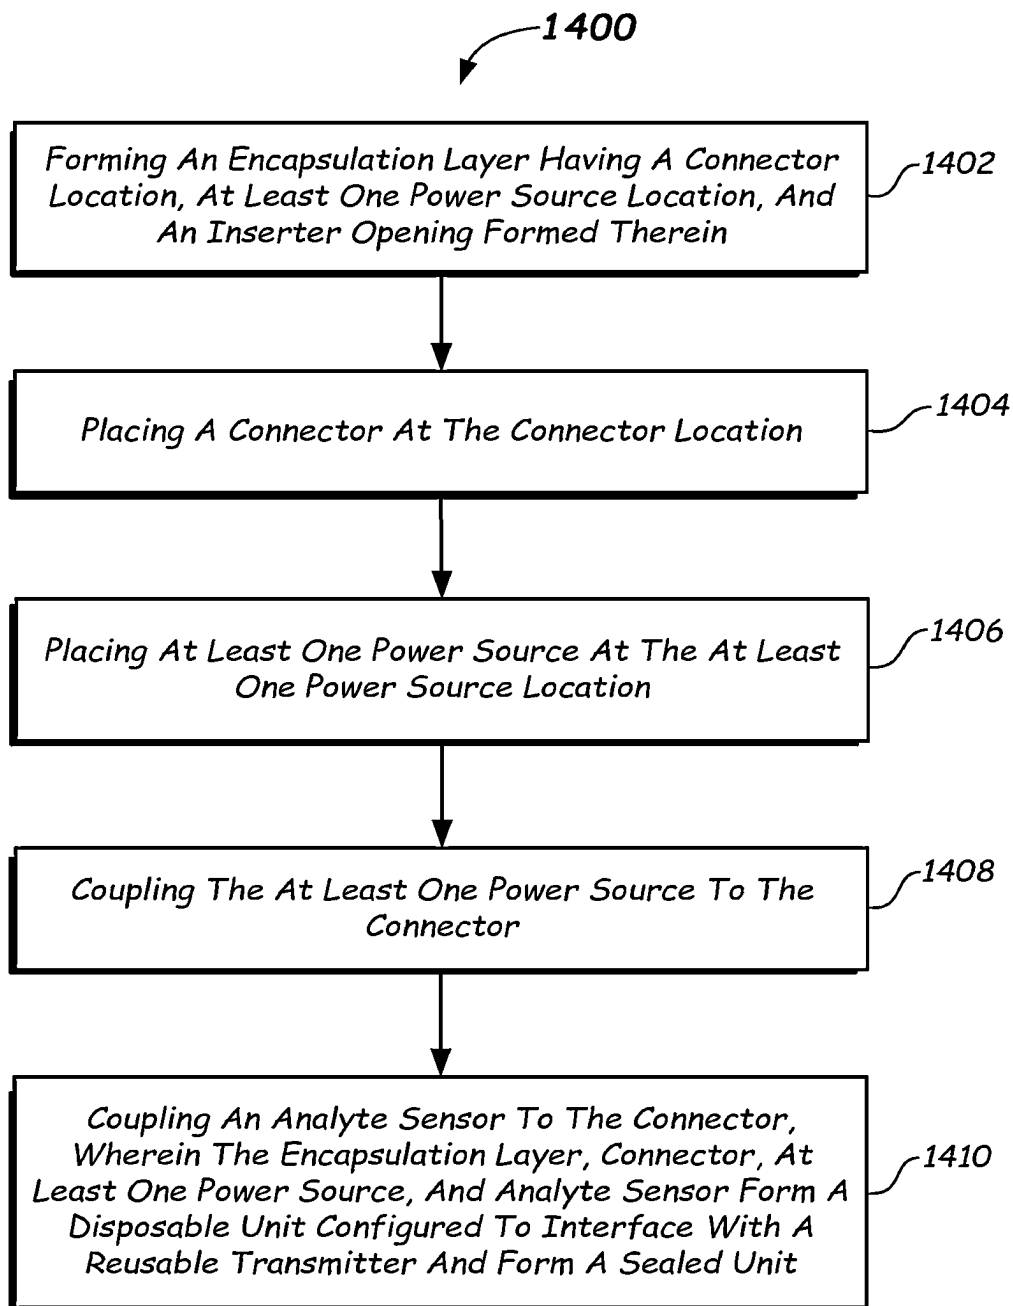 1400
Forming An Encapsulation Layer Having A Connector
Location, At Least One Power Source Location, And
An Inserter Opening Formed Therein
1402
Placing A Connector At The Connector Location
1404
Placing At Least One Power Source At The At Least
One Power Source Location
1406
Coupling The At Least One Power Source To The
Connector
1408
Coupling An Analyte Sensor To The Connector,
Wherein The Encapsulation Layer, Connector, At
Least One Power Source, And Analyte Sensor Form A
Disposable Unit Configured To Interface With A
Reusable Transmitter And Form A Sealed Unit
1410